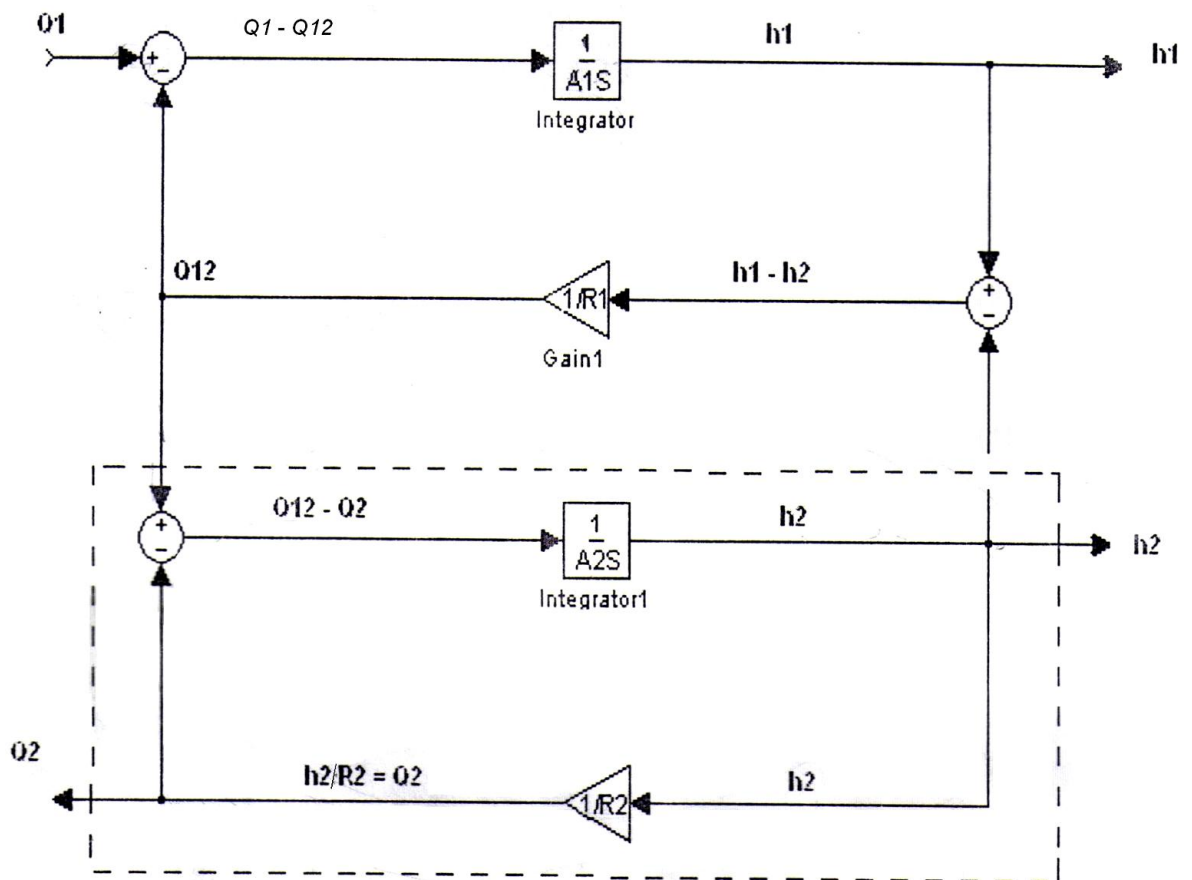 Q1
Q1 - Q12
1
A1S
Integrator
h1
h1
Q12
1/R1
Gain1
h1 - h2
+
−
+
−
Q12 - Q2
1
A2S
Integrator1
h2
h2
+
−
Q2
h2/R2 = Q2
1/R2
h2